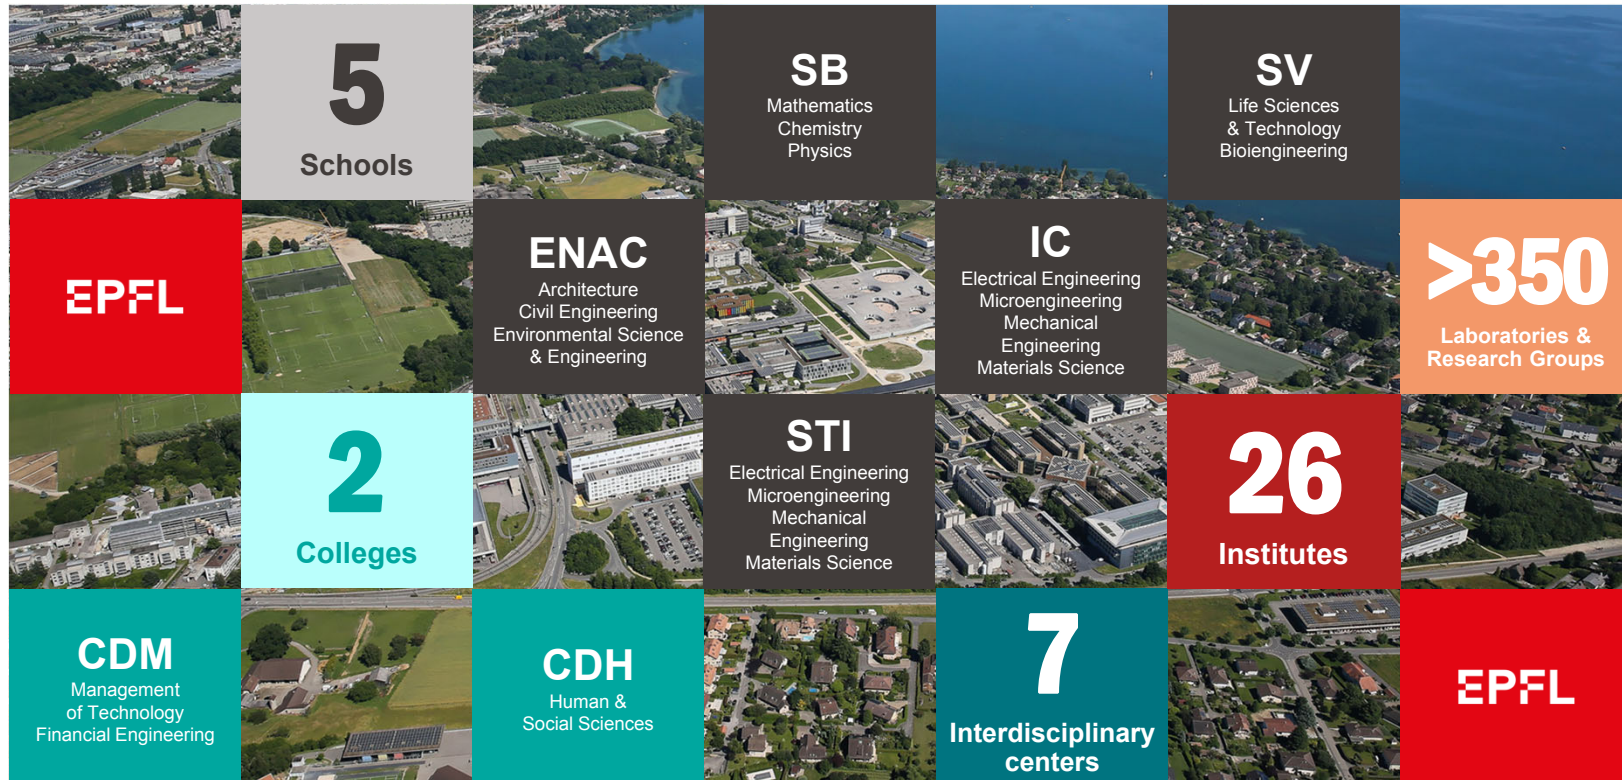 5
Schools
SB
Mathematics
Chemistry
Physics
SV
Life Sciences
& Technology
Bioingineering
EPFL
ENAC
Architecture
Civil Engineering
Environmental Science
& Engineering
IC
Electrical Engineering
Microengineering
Mechanical
Engineering
Materials Science
>350
Laboratories &
Research Groups
2
Colleges
STI
Electrical Engineering
Microengineering
Mechanical
Engineering
Materials Science
26
Institutes
CDM
Management
of Technology
Financial Engineering
CDH
Human &
Social Sciences
7
Interdisciplinary
centers
EPFL